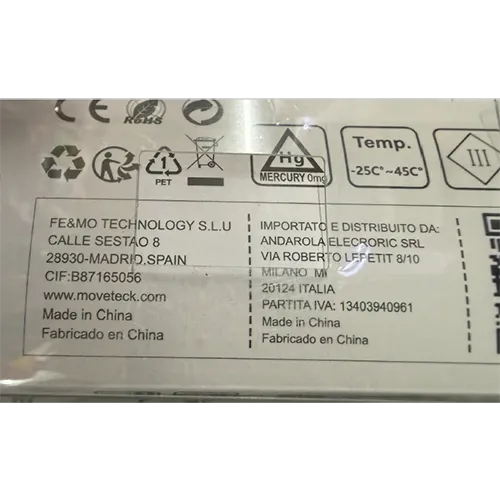 CE RoHS
1 PET Hg MERCURY 0mg Temp. -25C°~45C° III
FE&MO TECHNOLOGY S.L.U
CALLE SESTAO 8
28930-MADRID,SPAIN
CIF:B87165056
www.moveteck.com
Made in China
Fabricado en China
IMPORTATO E DISTRIBUITO DA:
ANDAROLA ELECRORIC SRL
VIA ROBERTO LEPETIT 8/10
MILANO MI
20124 ITALIA
PARTITA IVA: 13403940961
Made in China
Fabricado en China